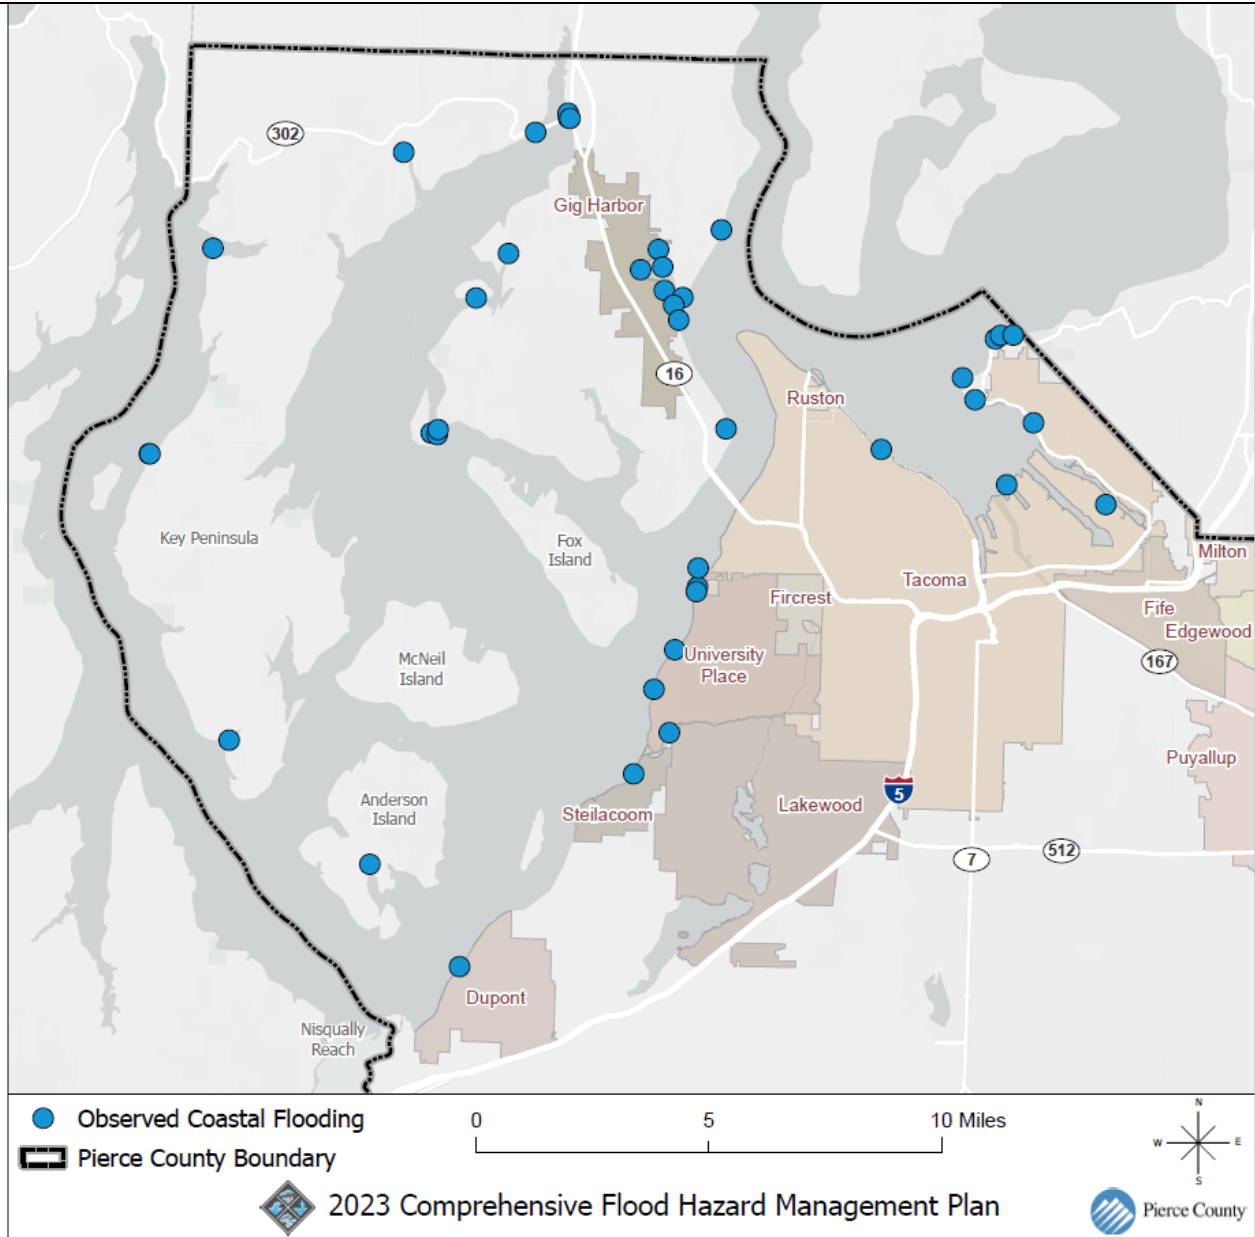 302
Gig Harbor
16
Ruston
Key Peninsula
Fox
Island
Milton
Tacoma
Fircrest
Fife
Edgewood
McNeil
Island
University
Place
167
Puyallup
Anderson
Island
5
Lakewood
Steilacoom
7
512
Dupont
Nisqually
Reach
Observed Coastal Flooding
Pierce County Boundary
0 5 10 Miles
N
W E
S
2023 Comprehensive Flood Hazard Management Plan
Pierce County